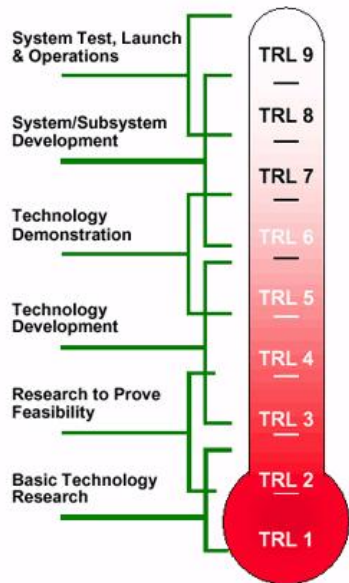 System Test, Launch
& Operations
System/Subsystem
Development
Technology
Demonstration
Technology
Development
Research to Prove
Feasibility
Basic Technology
Research
TRL 9
TRL 8
TRL 7
TRL 6
TRL 5
TRL 4
TRL 3
TRL 2
TRL 1